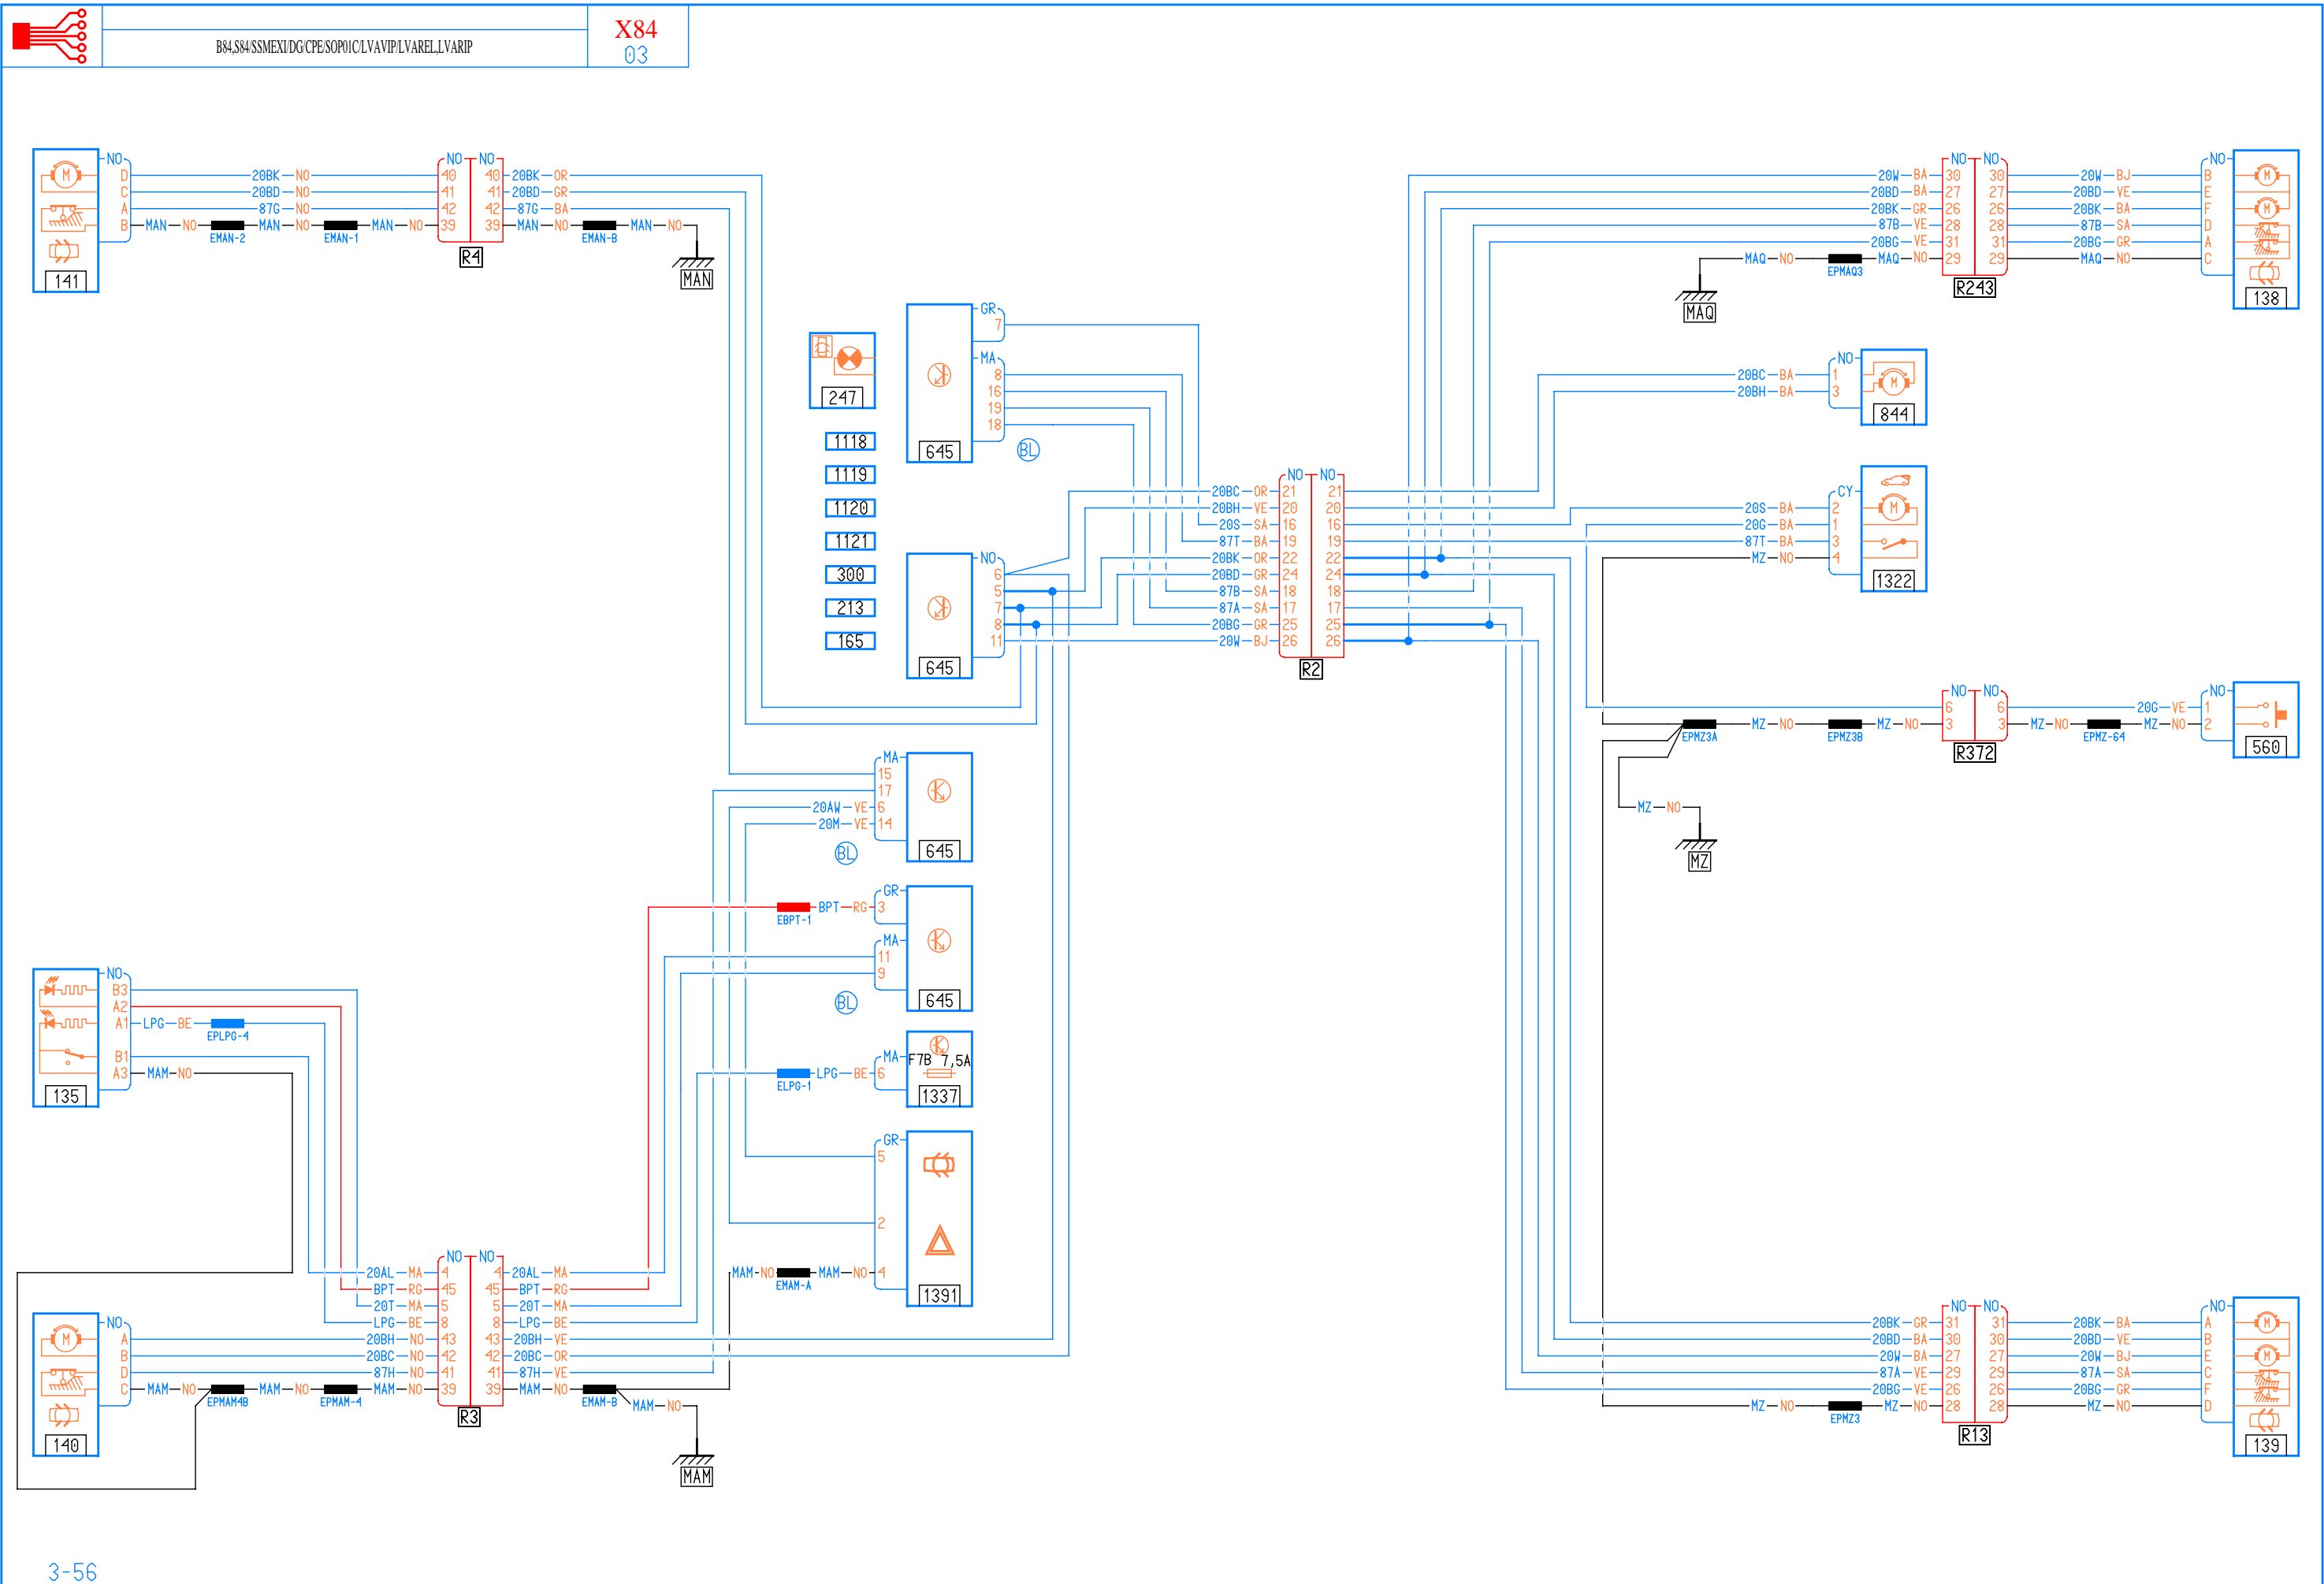 B84,S84/SSMEXI/DG/CPE/SOP01C/LVAVIP/LVAREL,LVARIP
X84
03
NO
D 20BK NO 40
C 20BD NO 41
A 87G NO 42
B MAN NO EMAN-2 MAN NO EMAN-1 MAN NO 39
141
NO NO
R4
40 20BK OR
41 20BD GR
42 87G BA
39 MAN NO EMAN-B MAN NO
MAN
247
1118
1119
1120
1121
300
213
165
GR
7
MA
8
16
19
18
645
BL
NO
6
5
7
8
11
645
NO NO
20BC OR 21 21
20BH VE 20 20
20S SA 16 16
87T BA 19 19
20BK OR 22 22
20BD GR 24 24
87B SA 18 18
87A SA 17 17
20BG GR 25 25
20W BJ 26 26
R2
NO NO NO
20W BA 30 30 20W BJ B
20BD BA 27 27 20BD VE E
20BK GR 26 26 20BK BA F
87B VE 28 28 87B SA D
20BG VE 31 31 20BG GR A
MAQ NO EPMAQ3 MAQ NO 29 29 MAQ NO C
MAQ
R243
138
NO
20BC BA 1
20BH BA 3
844
CY
20S BA 2
20G BA 1
87T BA 3
MZ NO 4
1322
NO NO NO
6 6 20G VE 1
EPMZ3A MZ NO EPMZ3B MZ NO 3 3 MZ NO EPMZ-64 MZ NO 2
R372
560
MZ NO
MZ
MA
15
17
20AW VE 6
20M VE 14
BL
645
GR
EBPT-1 BPT RG 3
MA
11
9
BL
645
MA
F7B 7,5A
ELPG-1 LPG BE 6
1337
GR
5
2
MAM NO EMAM-A MAM NO 4
1391
NO
B3
A2
A1 LPG BE EPLPG-4
B1
A3 MAM NO
135
NO NO
20AL MA 4 4 20AL MA
BPT RG 45 45 BPT RG
20T MA 5 5 20T MA
LPG BE 8 8 LPG BE
NO
A 20BH NO 43 43 20BH VE
B 20BC NO 42 42 20BC OR
D 87H NO 41 41 87H VE
C MAM NO EPMAM4B MAM NO EPMAM-4 MAM NO 39 39 MAM NO EMAM-B
MAM NO
140
R3
MAM
NO NO NO
20BK GR 31 31 20BK BA A
20BD BA 30 30 20BD VE B
20W BA 27 27 20W BJ E
87A VE 29 29 87A SA C
20BG VE 26 26 20BG GR F
MZ NO EPMZ3 MZ NO 28 28 MZ NO D
R13
139
3-56